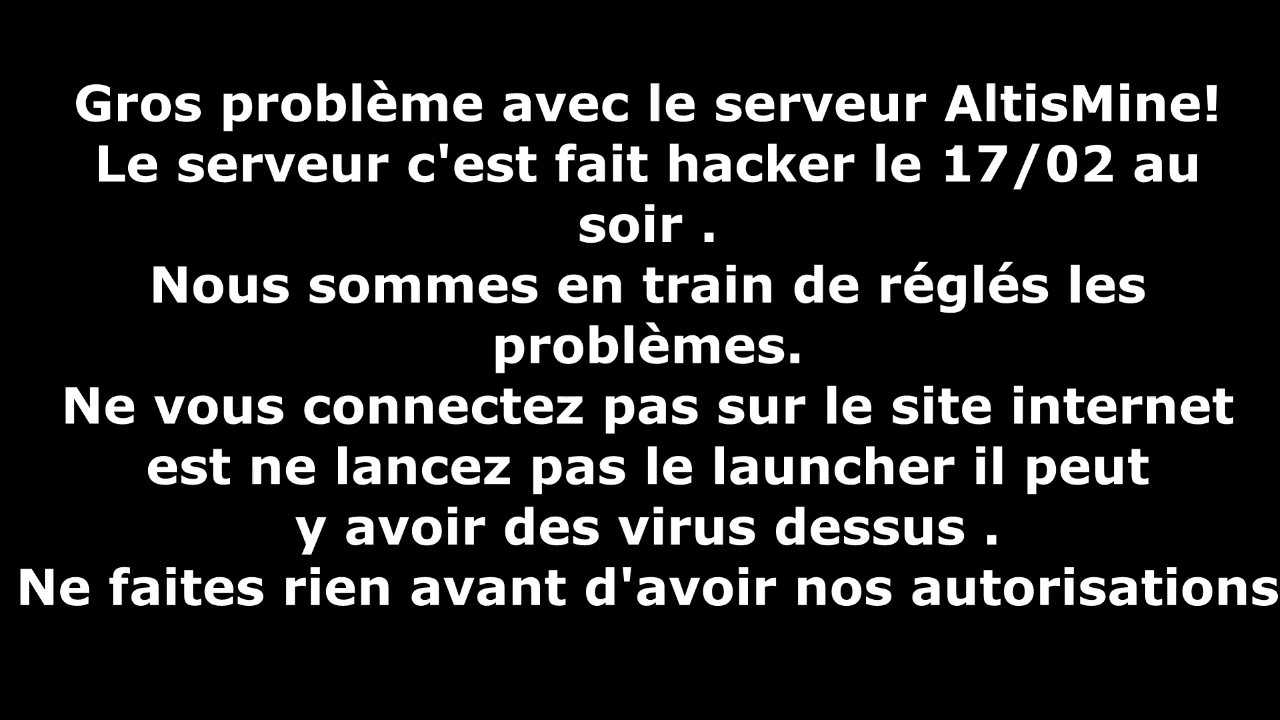 Gros problème avec le serveur AltisMine!
Le serveur c'est fait hacker le 17/02 au
soir .
Nous sommes en train de réglés les
problèmes.
Ne vous connectez pas sur le site internet
est ne lancez pas le launcher il peut
y avoir des virus dessus .
Ne faites rien avant d'avoir nos autorisations